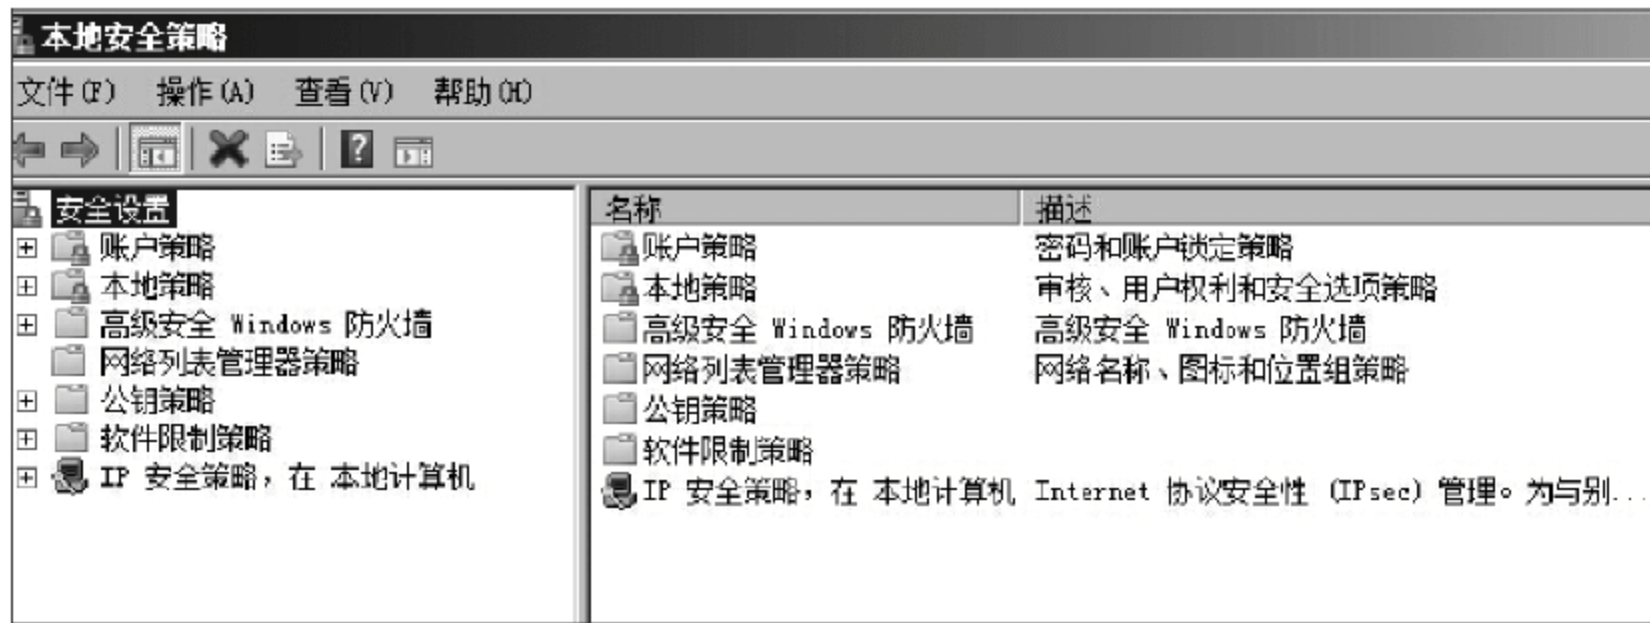 本地安全策略
文件(F) 操作(A) 查看(V) 帮助(H)
安全设置
账户策略
本地策略
高级安全 Windows 防火墙
网络列表管理器策略
公钥策略
软件限制策略
IP 安全策略，在 本地计算机
名称 描述
账户策略 密码和账户锁定策略
本地策略 审核、用户权利和安全选项策略
高级安全 Windows 防火墙 高级安全 Windows 防火墙
网络列表管理器策略 网络名称、图标和位置组策略
公钥策略
软件限制策略
IP 安全策略，在 本地计算机 Internet 协议安全性 (IPsec) 管理。为与别...